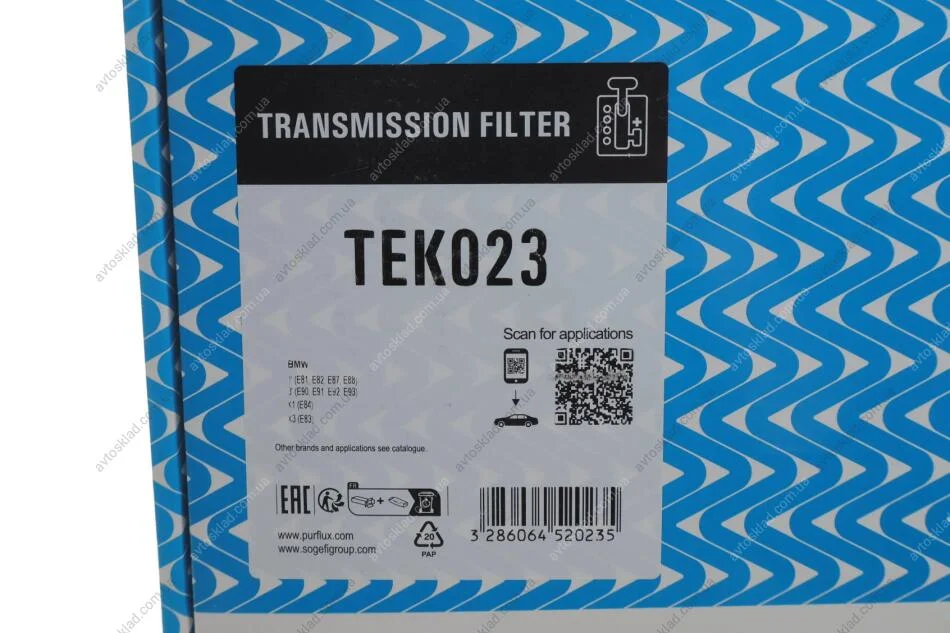 TRANSMISSION FILTER
TEK023
Scan for applications
BMW
1' (E81, E82, E87, E88)
3' (E90, E91, E92, E93)
X1 (E84)
X3 (E83)
Other brands and applications see catalogue.
EAC
FR
www.purflux.com
www.sogefigroup.com
20
PAP
3 286064 520235
avtosklad.com.ua